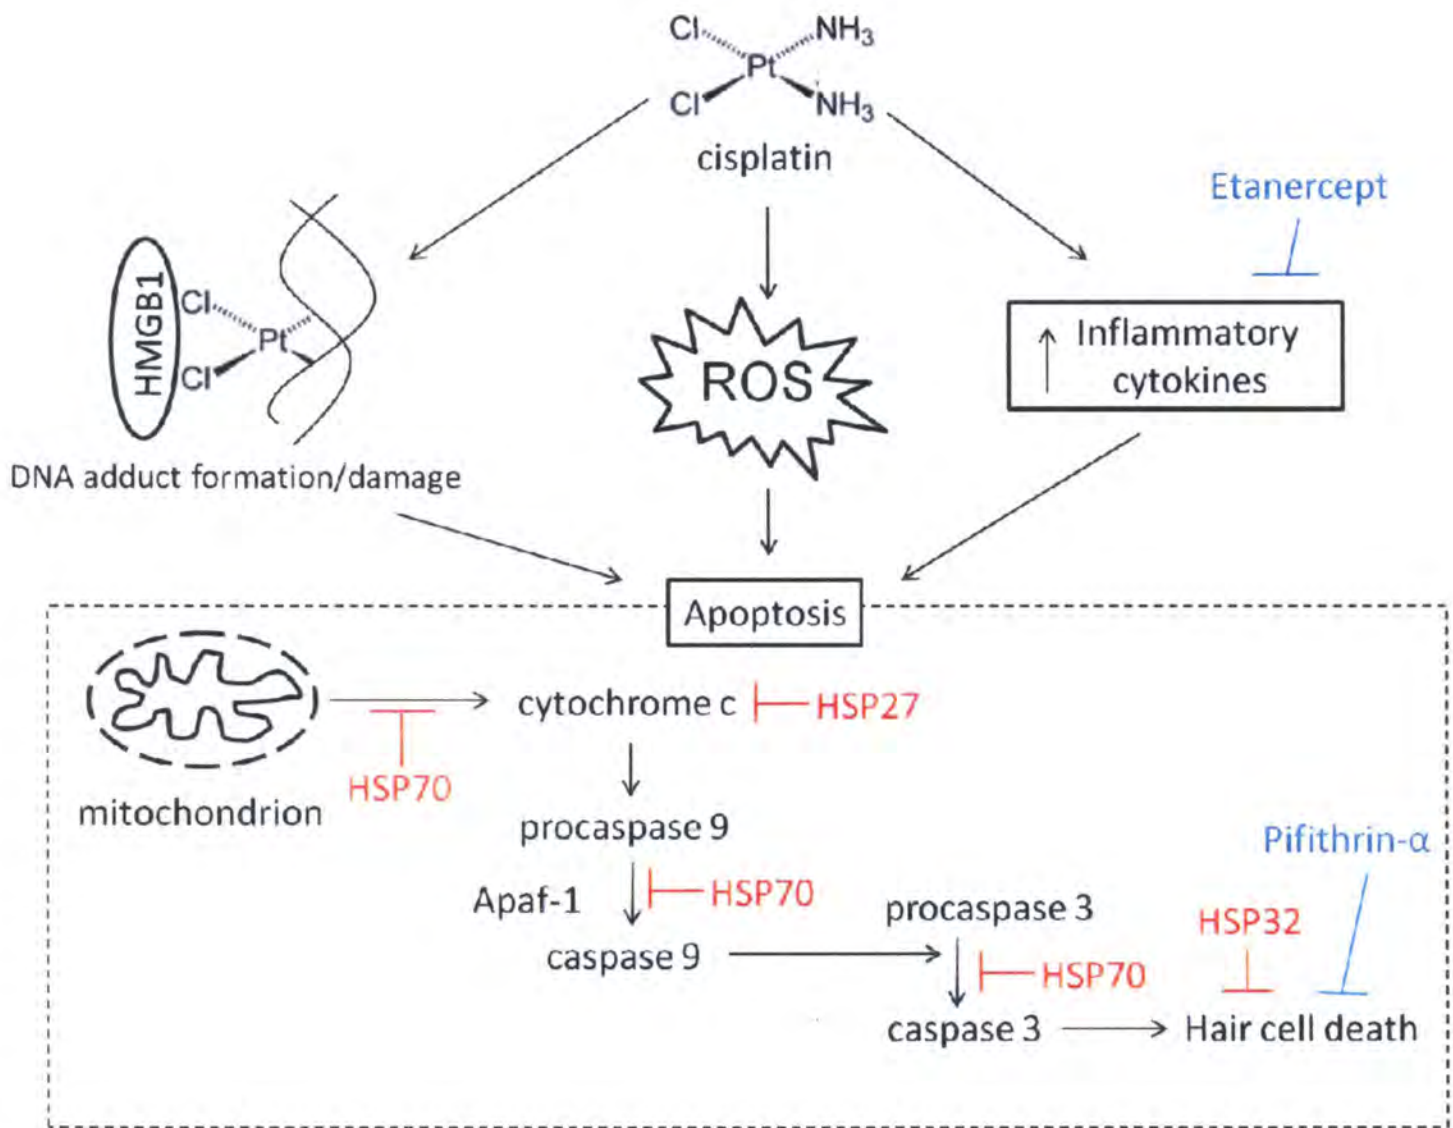 Cl NH3
Pt
Cl NH3
cisplatin
Etanercept
HMGB1
Cl
Pt
Cl
ROS
↑ Inflammatory
cytokines
DNA adduct formation/damage
Apoptosis
cytochrome c HSP27
HSP70
mitochondrion
procaspase 9
Pifithrin-α
Apaf-1 HSP70
procaspase 3
HSP32
caspase 9
HSP70
caspase 3 Hair cell death